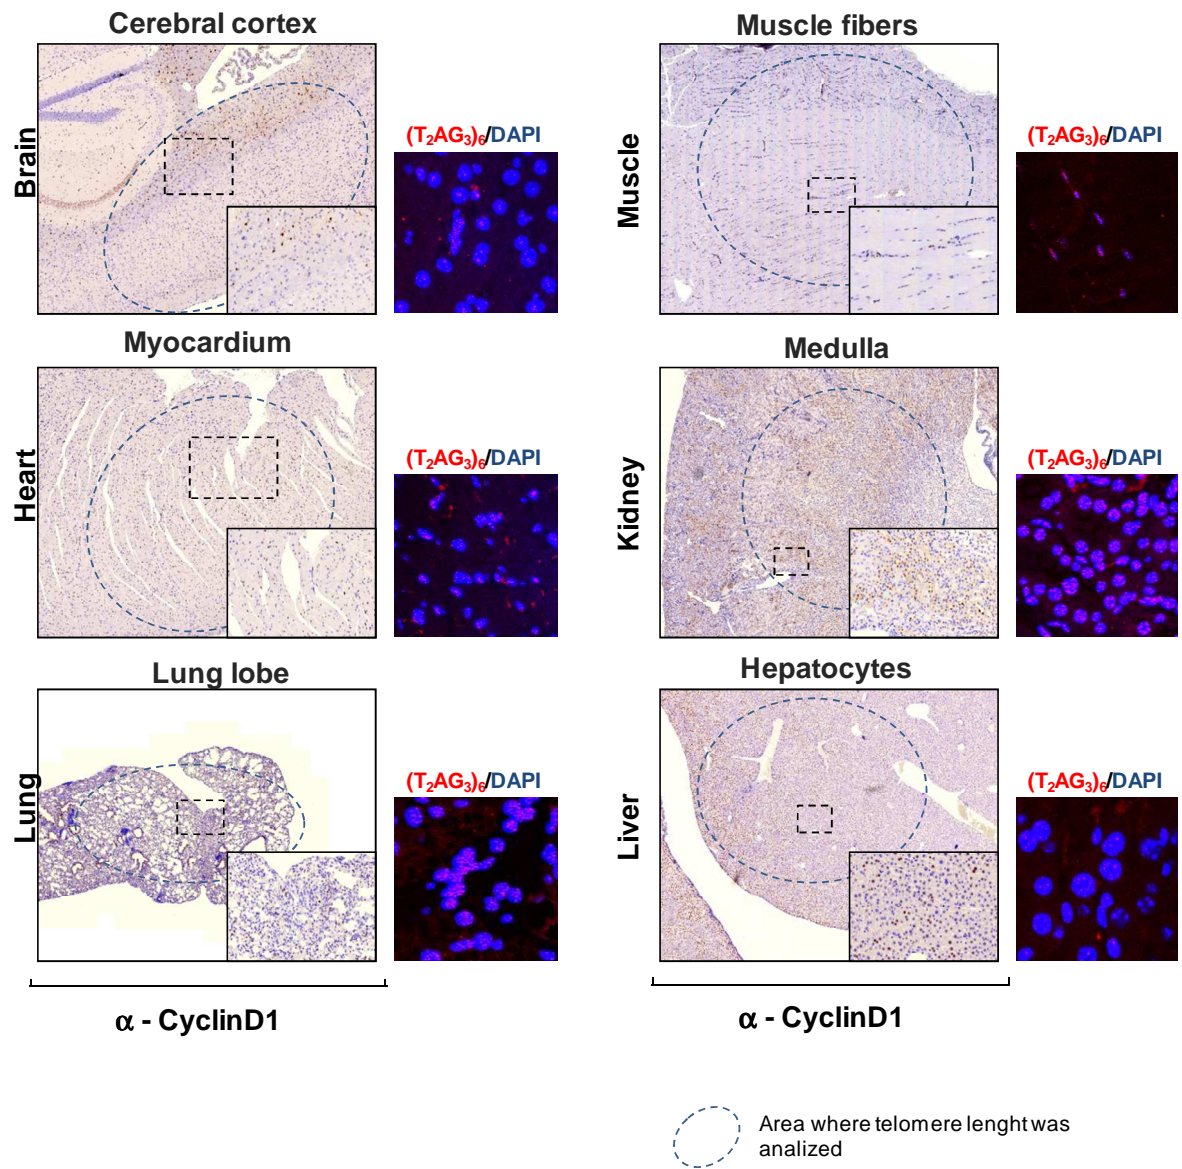 Cerebral cortex
Brain
(T₂AG₃)₆/DAPI
Muscle fibers
Muscle
(T₂AG₃)₆/DAPI
Myocardium
Heart
(T₂AG₃)₆/DAPI
Medulla
Kidney
(T₂AG₃)₆/DAPI
Lung lobe
Lung
(T₂AG₃)₆/DAPI
Hepatocytes
Liver
(T₂AG₃)₆/DAPI
α - CyclinD1
α - CyclinD1
Area where telomere lenght was
analized